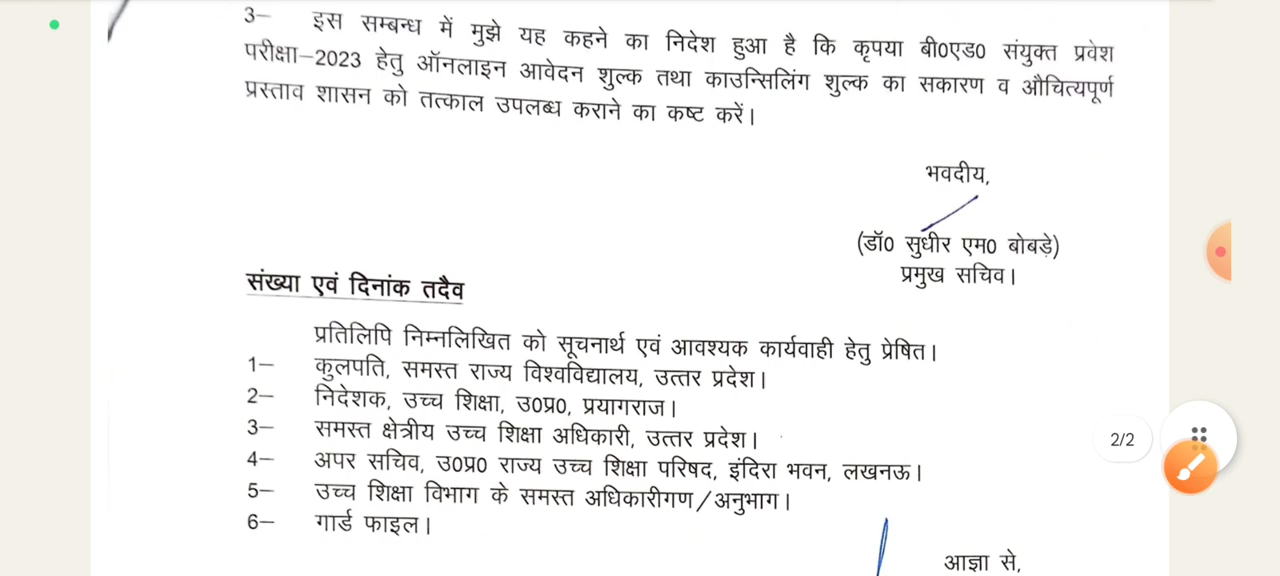 3— इस सम्बन्ध में मुझे यह कहने का निदेश हुआ है कि कृपया बी0एड0 संयुक्त प्रवेश
परीक्षा–2023 हेतु ऑनलाइन आवेदन शुल्क तथा काउन्सिलिंग शुल्क का सकारण व औचित्यपूर्ण
प्रस्ताव शासन को तत्काल उपलब्ध कराने का कष्ट करें।
भवदीय,
(डॉ0 सुधीर एम0 बोबड़े)
प्रमुख सचिव।
संख्या एवं दिनांक तदैव
प्रतिलिपि निम्नलिखित को सूचनार्थ एवं आवश्यक कार्यवाही हेतु प्रेषित।
1— कुलपति, समस्त राज्य विश्वविद्यालय, उत्तर प्रदेश।
2— निदेशक, उच्च शिक्षा, उ0प्र0, प्रयागराज।
3— समस्त क्षेत्रीय उच्च शिक्षा अधिकारी, उत्तर प्रदेश।
2/2
4— अपर सचिव, उ0प्र0 राज्य उच्च शिक्षा परिषद, इंदिरा भवन, लखनऊ।
5— उच्च शिक्षा विभाग के समस्त अधिकारीगण/अनुभाग।
6— गार्ड फाइल।
आज्ञा से,